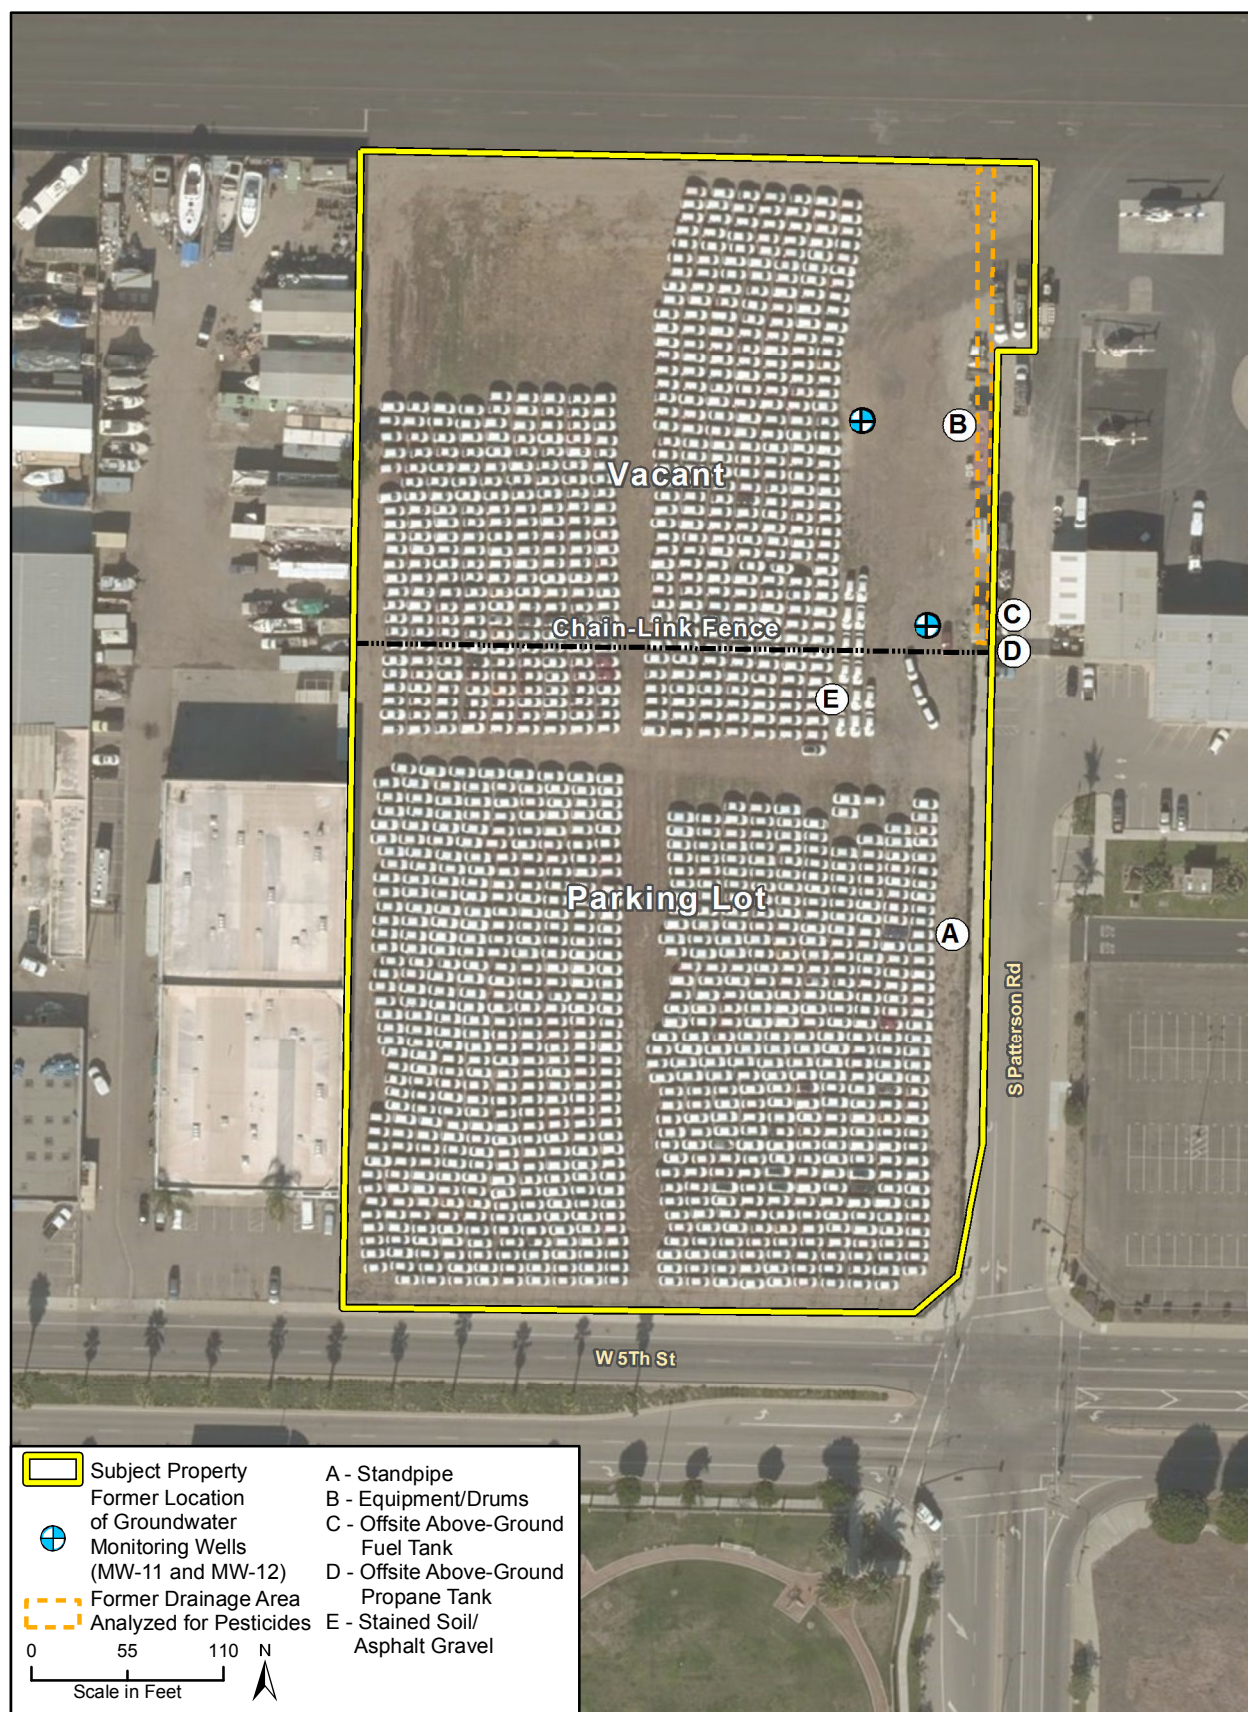 B
Vacant
C
Chain-Link Fence
D
E
Parking Lot
A
S Patterson Rd
W 5Th St
Subject Property
Former Location
of Groundwater
Monitoring Wells
(MW-11 and MW-12)
Former Drainage Area
Analyzed for Pesticides
0 55 110
Scale in Feet
N
A - Standpipe
B - Equipment/Drums
C - Offsite Above-Ground
Fuel Tank
D - Offsite Above-Ground
Propane Tank
E - Stained Soil/
Asphalt Gravel